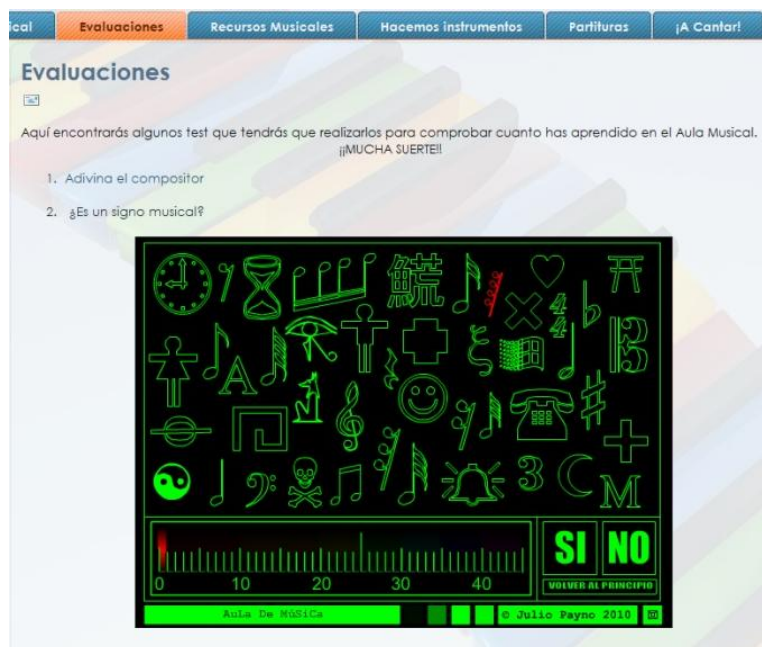 ical Evaluaciones Recursos Musicales Hacemos instrumentos Partituras ¡A Cantar!
Evaluaciones
Aquí encontrarás algunos test que tendrás que realizarlos para comprobar cuanto has aprendido en el Aula Musical.
¡¡MUCHA SUERTE!!
1. Adivina el compositor
2. ¿Es un signo musical?
4
4
A
3
M
0 10 20 30 40
SI NO
VOLVER AL PRINCIPIO
AuLa De MúSiCa
© Julio Payno 2010